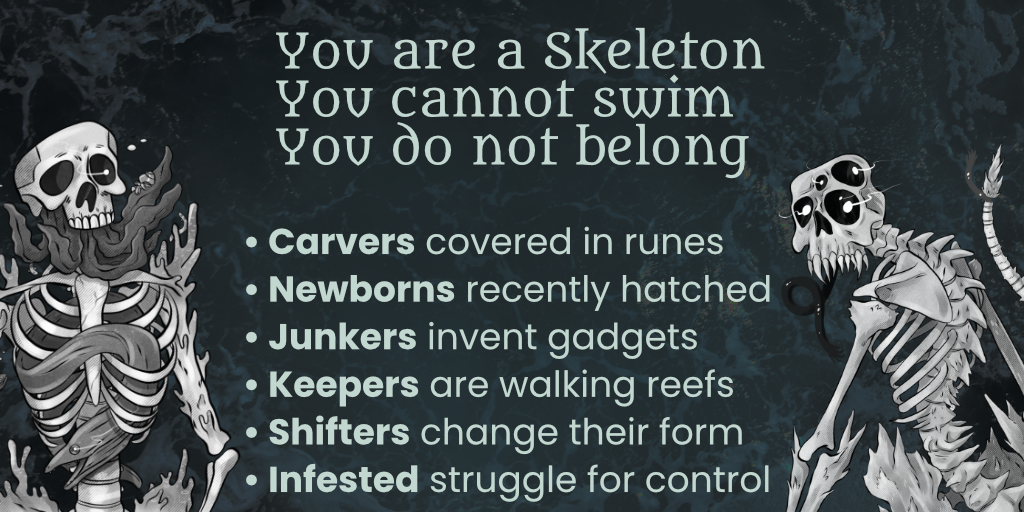 You are a Skeleton
You cannot swim
You do not belong
• Carvers covered in runes
• Newborns recently hatched
• Junkers invent gadgets
• Keepers are walking reefs
• Shifters change their form
• Infested struggle for control